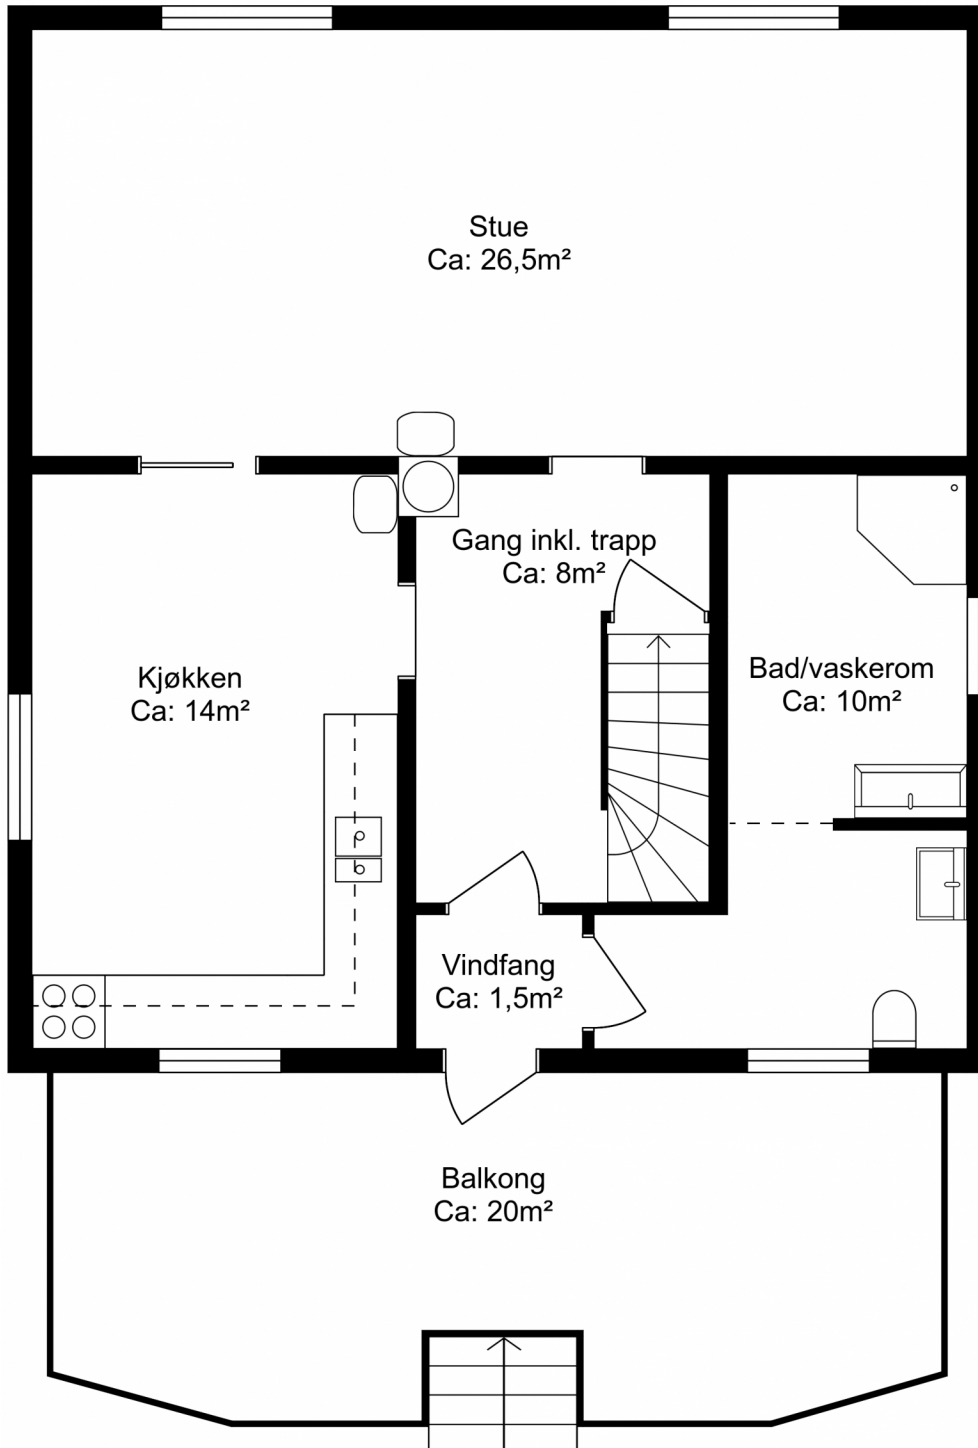 Stue
Ca: 26,5m²
Gang inkl. trapp
Ca: 8m²
Kjøkken
Ca: 14m²
Bad/vaskerom
Ca: 10m²
Vindfang
Ca: 1,5m²
Balkong
Ca: 20m²